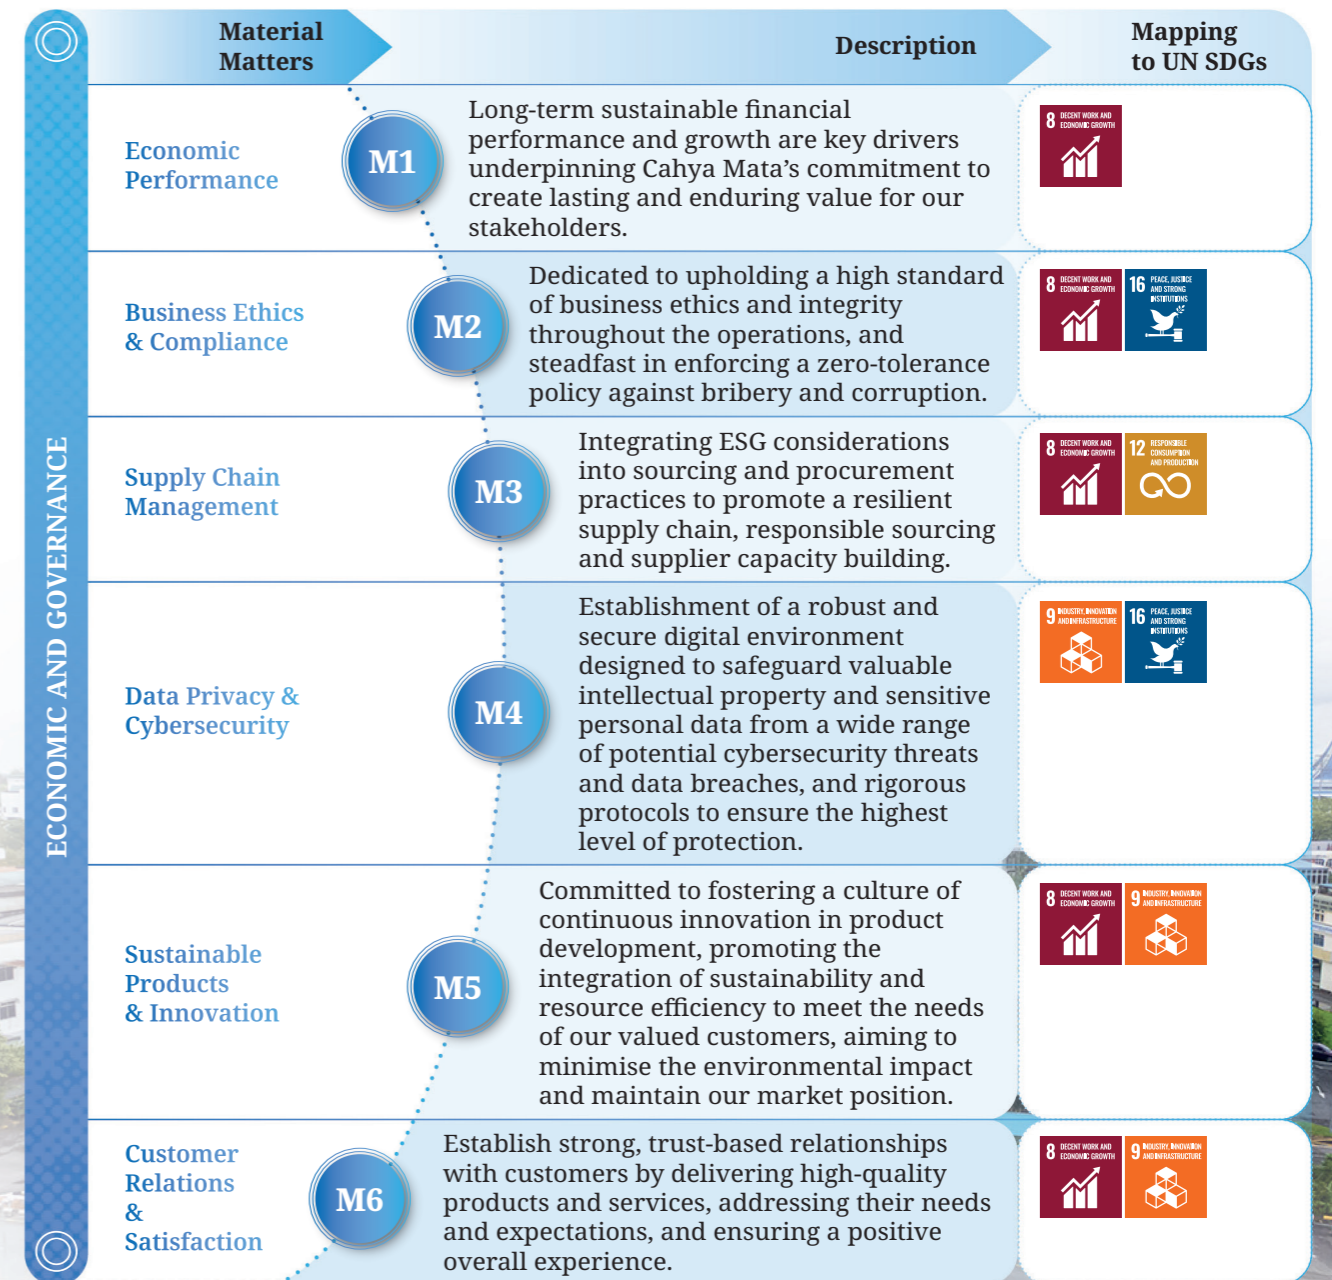 Material
Matters
Description
Mapping
to UN SDGs
ECONOMIC AND GOVERNANCE
Economic
Performance
M1
Long-term sustainable financial
performance and growth are key drivers
underpinning Cahya Mata’s commitment to
create lasting and enduring value for our
stakeholders.
8 DECENT WORK AND
ECONOMIC GROWTH
Business Ethics
& Compliance
M2
Dedicated to upholding a high standard
of business ethics and integrity
throughout the operations, and
steadfast in enforcing a zero-tolerance
policy against bribery and corruption.
8 DECENT WORK AND
ECONOMIC GROWTH
16 PEACE, JUSTICE
AND STRONG
INSTITUTIONS
Supply Chain
Management
M3
Integrating ESG considerations
into sourcing and procurement
practices to promote a resilient
supply chain, responsible sourcing
and supplier capacity building.
8 DECENT WORK AND
ECONOMIC GROWTH
12 RESPONSIBLE
CONSUMPTION
AND PRODUCTION
Data Privacy &
Cybersecurity
M4
Establishment of a robust and
secure digital environment
designed to safeguard valuable
intellectual property and sensitive
personal data from a wide range
of potential cybersecurity threats
and data breaches, and rigorous
protocols to ensure the highest
level of protection.
9 INDUSTRY, INNOVATION
AND INFRASTRUCTURE
16 PEACE, JUSTICE
AND STRONG
INSTITUTIONS
Sustainable
Products
& Innovation
M5
Committed to fostering a culture of
continuous innovation in product
development, promoting the
integration of sustainability and
resource efficiency to meet the needs
of our valued customers, aiming to
minimise the environmental impact
and maintain our market position.
8 DECENT WORK AND
ECONOMIC GROWTH
9 INDUSTRY, INNOVATION
AND INFRASTRUCTURE
Customer
Relations
&
Satisfaction
M6
Establish strong, trust-based relationships
with customers by delivering high-quality
products and services, addressing their needs
and expectations, and ensuring a positive
overall experience.
8 DECENT WORK AND
ECONOMIC GROWTH
9 INDUSTRY, INNOVATION
AND INFRASTRUCTURE